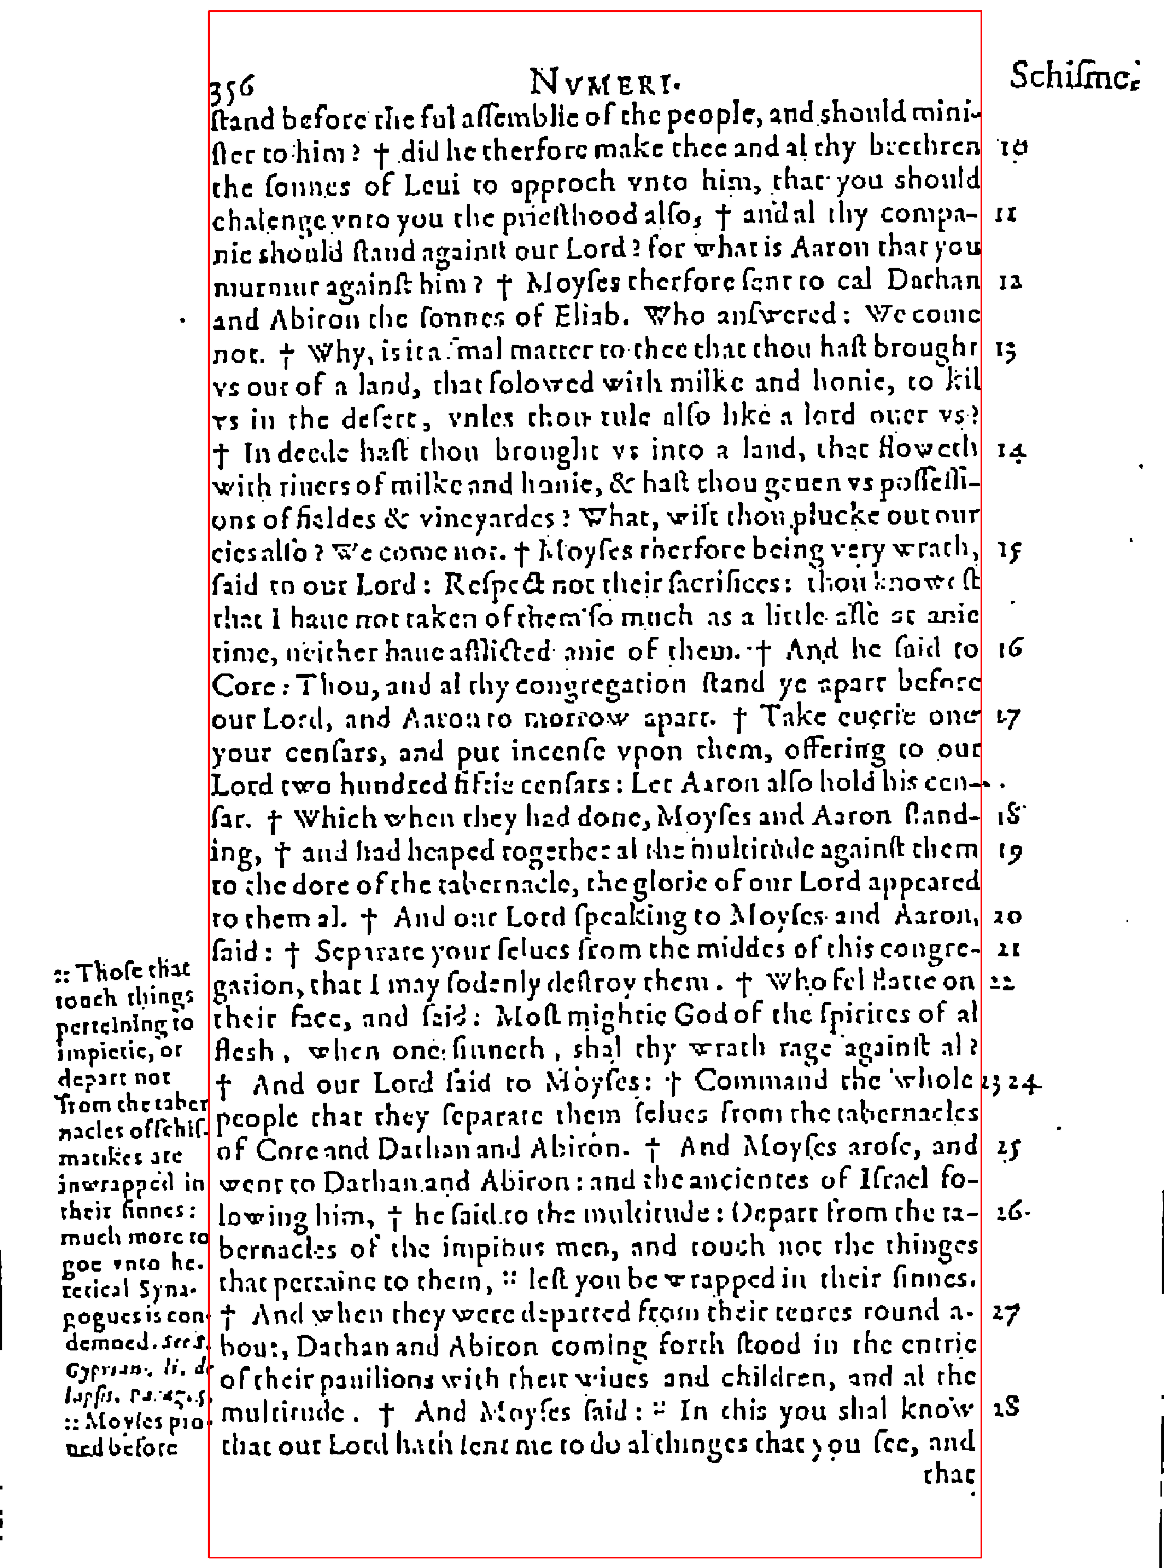 356 NVMERI. Schisme.
stand before the ful assemblie of the people, and should mini-
ster to him? † did he therfore make thee and al thy brethren 10
the sonnes of Leui to approch vnto him, that you should
chalenge vnto you the priesthood also, † and al thy compa- 11
nie should stand against our Lord? for what is Aaron that you
murmur against him? † Moyses therfore sent to cal Dathan 12
and Abiron the sonnes of Eliab. Who answered: We come
not. † Why, is it a smal matter to thee that thou hast brought 13
vs out of a land, that folowed with milke and honie, to kil
vs in the desert, vnles thou rule also like a lord ouer vs?
† In deede hast thou brought vs into a land, that floweth 14
with riuers of milke and honie, & hast thou geuen vs possessi-
ons of fieldes & vineyardes? What, wilt thou plucke out our
eies also? We come not. † Moyses therfore being very wrath, 15
said to our Lord: Respect not their sacrifices: thou knowest
that I haue not taken of them so much as a little asse at anie
time, neither haue afflicted anie of them. † And he said to 16
Core: Thou, and al thy congregation stand ye apart before
our Lord, and Aaron to morrow apart. † Take euerie one 17
your censars, and put incense vpon them, offering to our
Lord two hundred fiftie censars: Let Aaron also hold his cen-
sar. † Which when they had done, Moyses and Aaron stand- 18
ing, † and had heaped together al the multitude against them 19
to the dore of the tabernacle, the glorie of our Lord appeared
to them al. † And our Lord speaking to Moyses and Aaron, 20
said: † Separate your selues from the middes of this congre- 21
gation, that I may sodenly destroy them. † Who fel flatte on 22
their face, and said: Most mightie God of the spirites of al
flesh, when one sinneth, shal thy wrath rage against al?
† And our Lord said to Moyses: † Command the whole 23 24
people that they separate them selues from the tabernacles
of Core and Dathan and Abiron. † And Moyses arose, and 25
went to Dathan and Abiron: and the ancientes of Israel fo-
lowing him, † he said to the multitude: Depart from the ta- 26
bernacles of the impious men, and touch not the thinges
that pertaine to them, :: lest you be wrapped in their sinnes.
† And when they were departed from their tentes round a- 27
bout, Dathan and Abiron coming forth stood in the entrie
of their pauilions with their wiues and children, and al the
multitude. † And Moyses said: :: In this you shal know 28
that our Lord hath sent me to do al thinges that you see, and
that
:: Those that
touch things
perteining to
impietie, or
depart not
from the taber
nacles of schis-
matikes are
inwrapped in
their sinnes:
much more to
goe vnto he-
retical Syna-
gogues is con
demned. See S.
Cyprian. li. de
lapsis.
:: Moyses pro
ued before